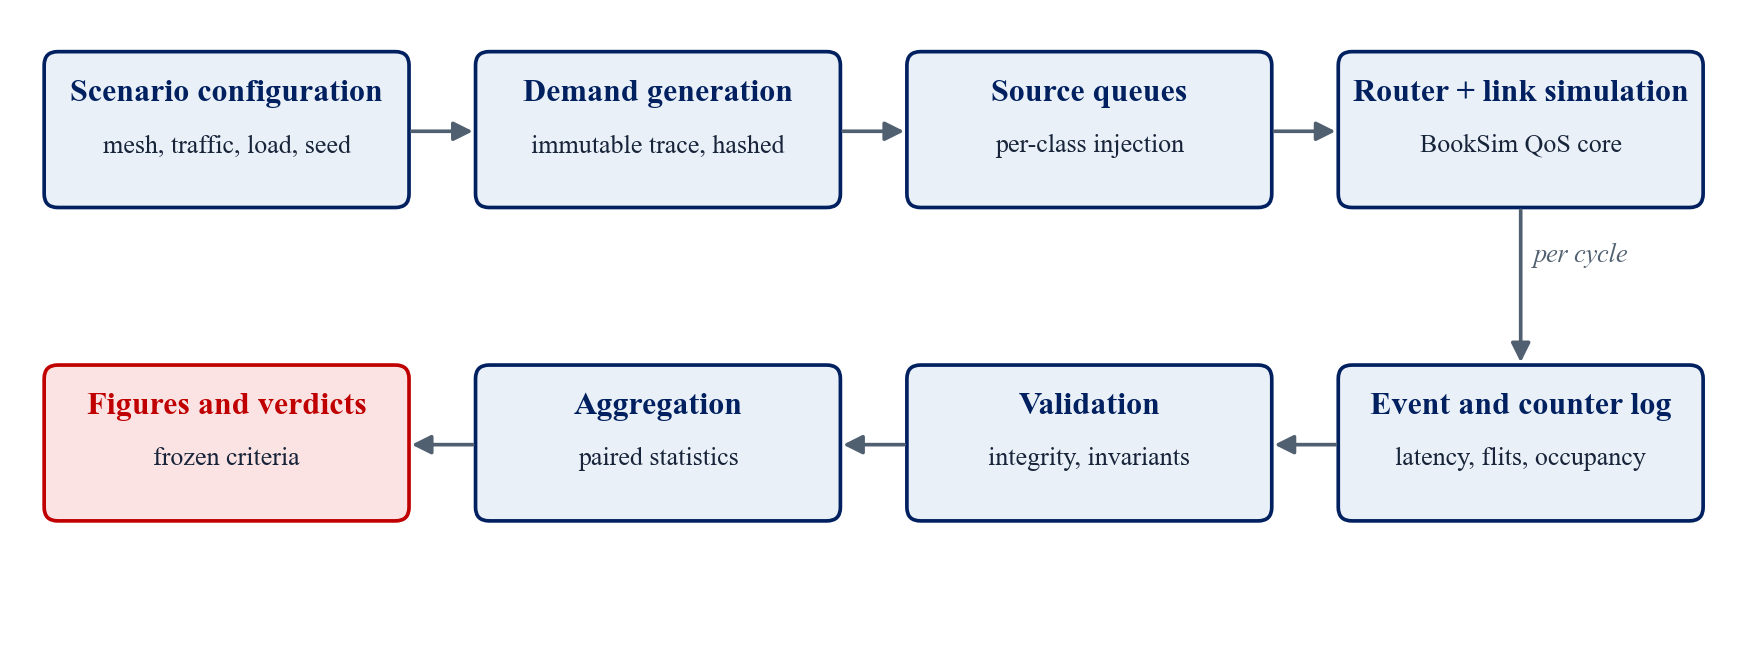 Scenario configuration
mesh, traffic, load, seed
Demand generation
immutable trace, hashed
Source queues
per-class injection
Router + link simulation
BookSim QoS core
per cycle
Figures and verdicts
frozen criteria
Aggregation
paired statistics
Validation
integrity, invariants
Event and counter log
latency, flits, occupancy